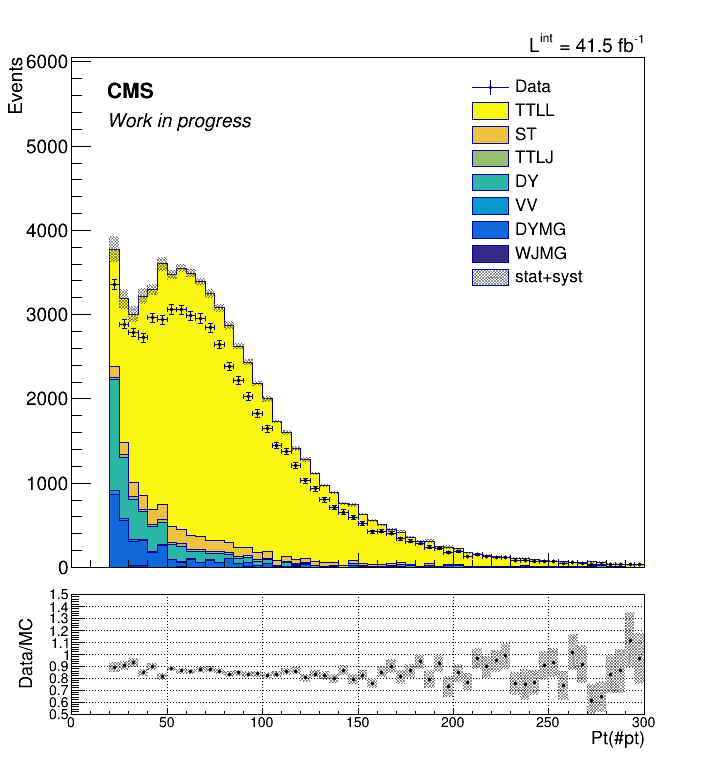 L^int = 41.5 fb^-1
Events
6000
5000
4000
3000
2000
1000
0
CMS
Work in progress
Data
TTLL
ST
TTLJ
DY
VV
DYMG
WJMG
stat+syst
Data/MC
1.5
1.4
1.3
1.2
1.1
1
0.9
0.8
0.7
0.6
0.5
0 50 100 150 200 250 300
Pt(#pt)